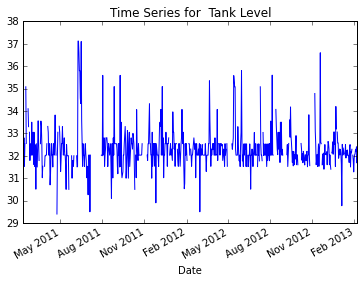 Time Series for  Tank Level
38
37
36
35
34
33
32
31
30
29
May 2011
Aug 2011
Nov 2011
Feb 2012
May 2012
Aug 2012
Nov 2012
Feb 2013
Date